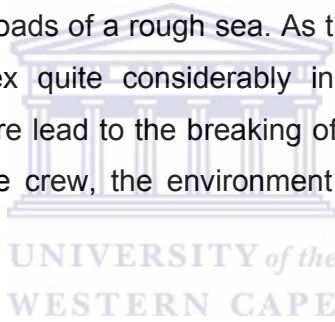 oads of a rough sea. As t
ex quite considerably in
re lead to the breaking of
e crew, the environment
UNIVERSITY of the
WESTERN CAPE